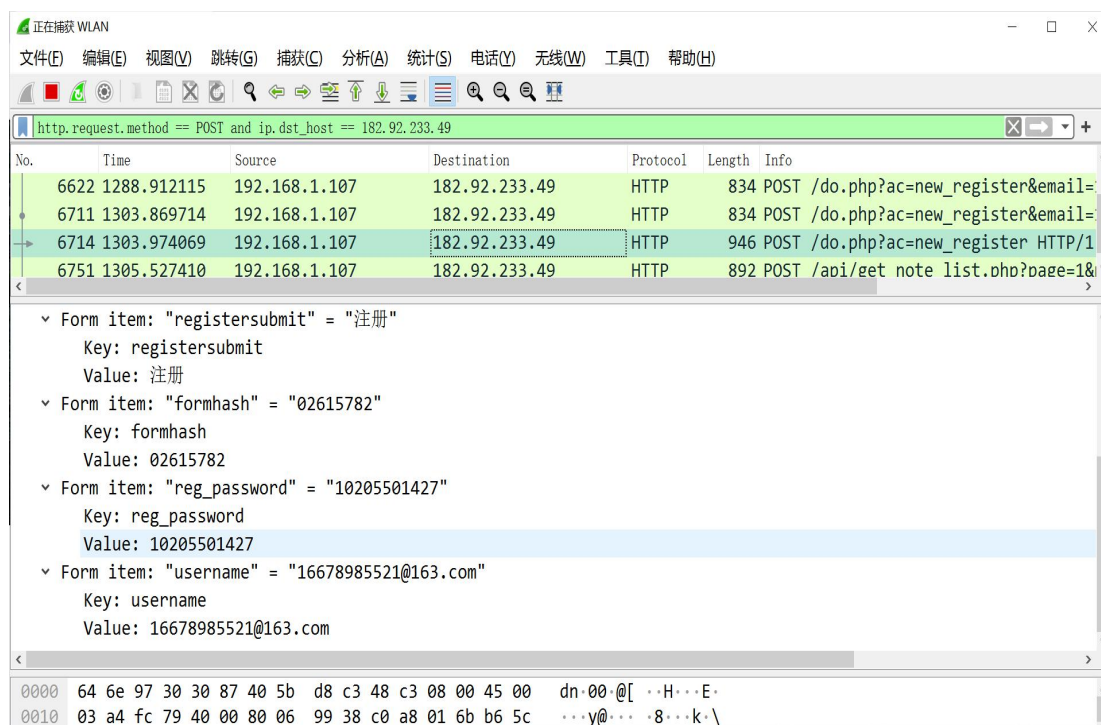 正在捕获 WLAN
文件(F) 编辑(E) 视图(V) 跳转(G) 捕获(C) 分析(A) 统计(S) 电话(Y) 无线(W) 工具(T) 帮助(H)
http.request.method == POST and ip.dst_host == 182.92.233.49
No. Time Source Destination Protocol Length Info
6622 1288.912115 192.168.1.107 182.92.233.49 HTTP 834 POST /do.php?ac=new_register&email=
6711 1303.869714 192.168.1.107 182.92.233.49 HTTP 834 POST /do.php?ac=new_register&email=
6714 1303.974069 192.168.1.107 182.92.233.49 HTTP 946 POST /do.php?ac=new_register HTTP/1
6751 1305.527410 192.168.1.107 182.92.233.49 HTTP 892 POST /api/get_note_list.php?page=1&
Form item: "registersubmit" = "注册"
Key: registersubmit
Value: 注册
Form item: "formhash" = "02615782"
Key: formhash
Value: 02615782
Form item: "reg_password" = "10205501427"
Key: reg_password
Value: 10205501427
Form item: "username" = "16678985521@163.com"
Key: username
Value: 16678985521@163.com
0000 64 6e 97 30 30 87 40 5b d8 c3 48 c3 08 00 45 00 dn·00·@[ ··H···E·
0010 03 a4 fc 79 40 00 80 06 99 38 c0 a8 01 6b b6 5c ···y@··· ·8···k·\